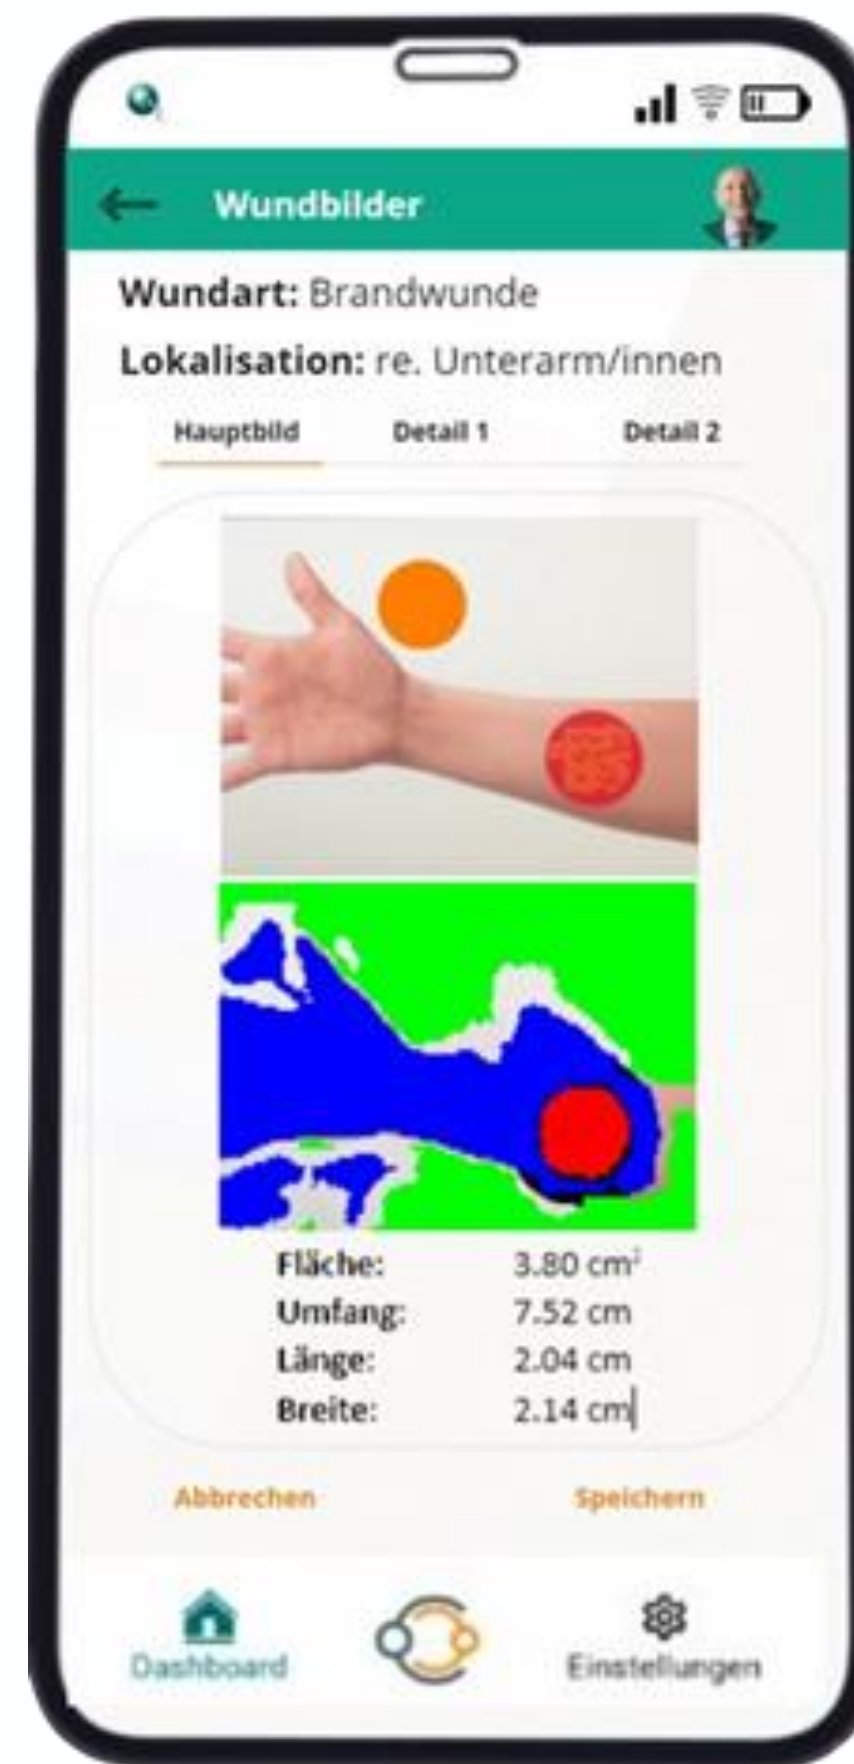 Wundbilder
Wundart: Brandwunde
Lokalisation: re. Unterarm/innen
Hauptbild Detail 1 Detail 2
Fläche: 3.80 cm²
Umfang: 7.52 cm
Länge: 2.04 cm
Breite: 2.14 cm
Abbrechen Speichern
Dashboard Einstellungen